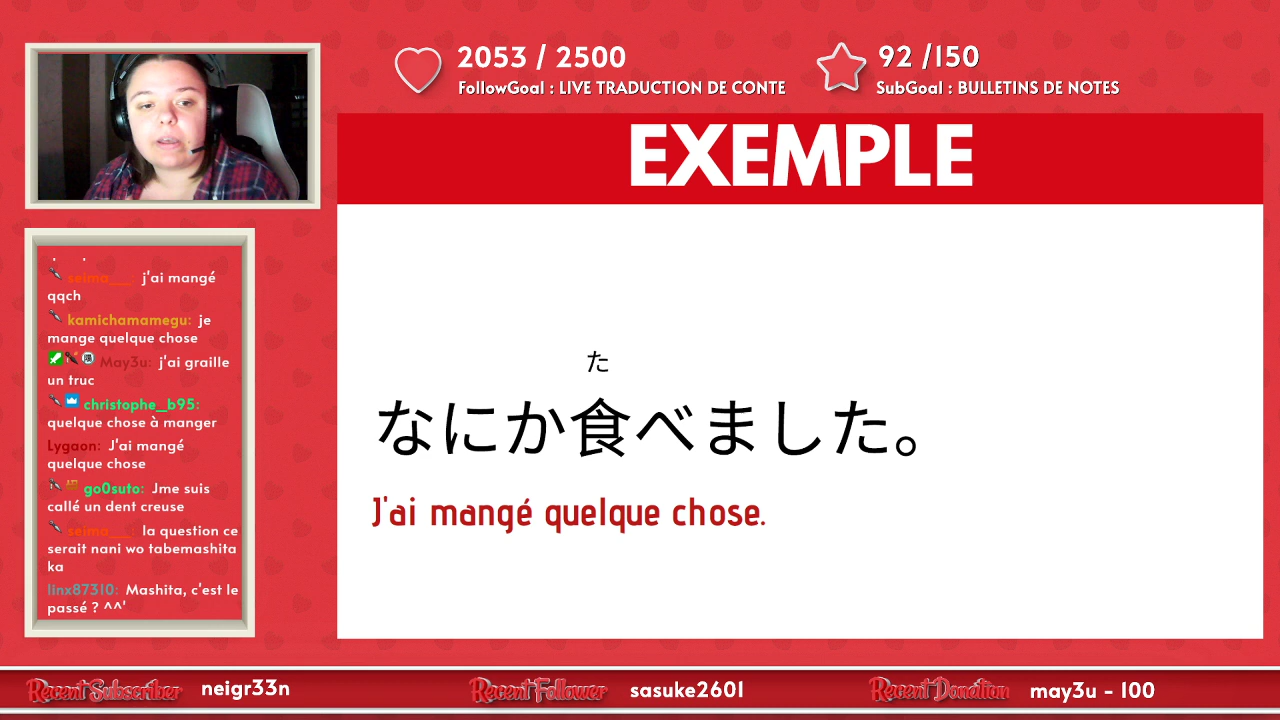 2053 / 2500
FollowGoal : LIVE TRADUCTION DE CONTE
92 /150
SubGoal : BULLETINS DE NOTES
EXEMPLE
た
なにか食べました。
J'ai mangé quelque chose.
seima__: j'ai mangé
qqch
kamichamamegu: je
mange quelque chose
May3u: j'ai graille
un truc
christophe_b95:
quelque chose à manger
Lygaon: J'ai mangé
quelque chose
go0suto: Jme suis
callé un dent creuse
seima__: la question ce
serait nani wo tabemashita
ka
linx87310: Mashita, c'est le
passé ? ^^'
Recent Subscriber neigr33n
Recent Follower sasuke2601
Recent Donation may3u - 100